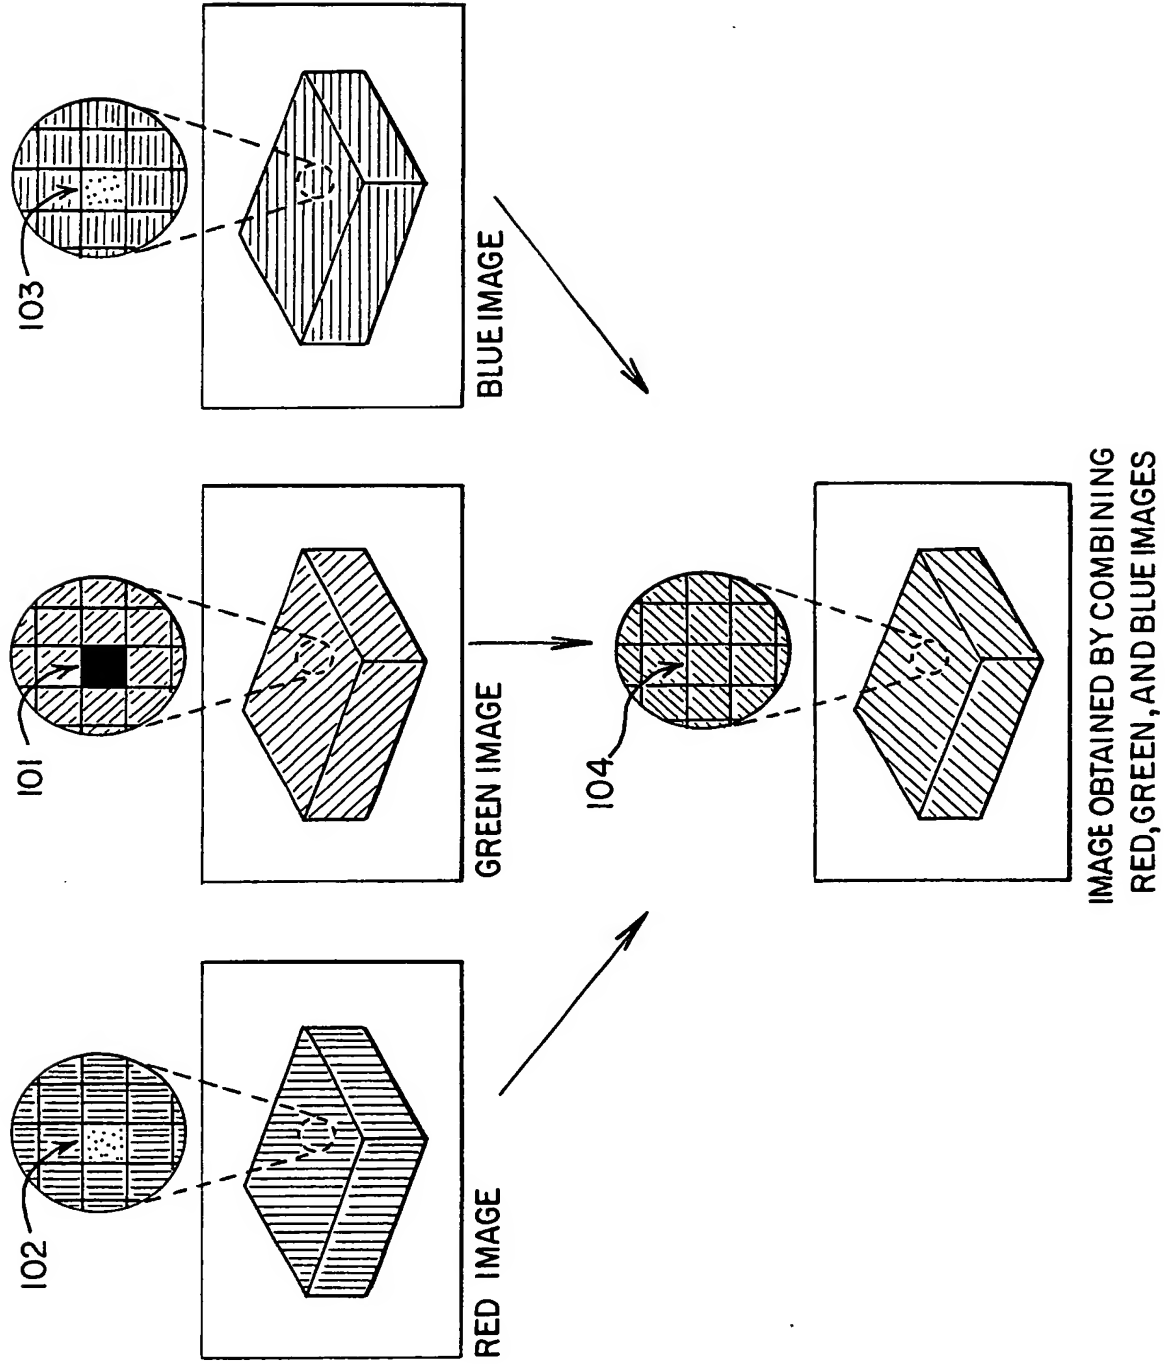 102
101
103
RED IMAGE
GREEN IMAGE
BLUE IMAGE
104
IMAGE OBTAINED BY COMBINING
RED, GREEN, AND BLUE IMAGES